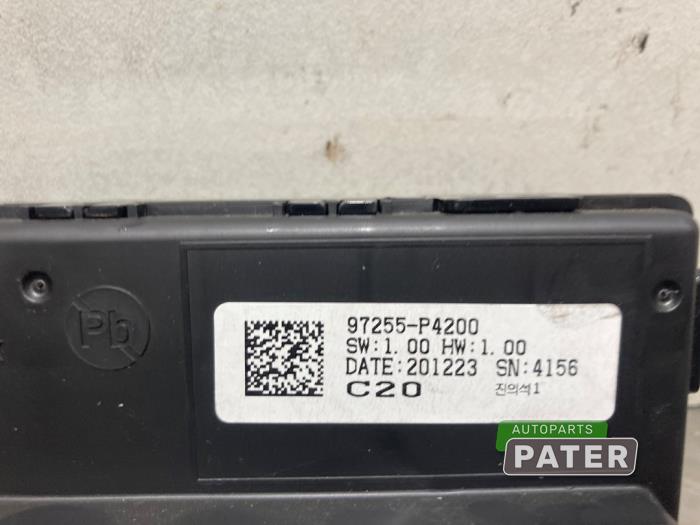 Pb
97255-P4200
SW:1.00 HW:1.00
DATE:201223 SN:4156
C20 진의석1
AUTOPARTS
PATER